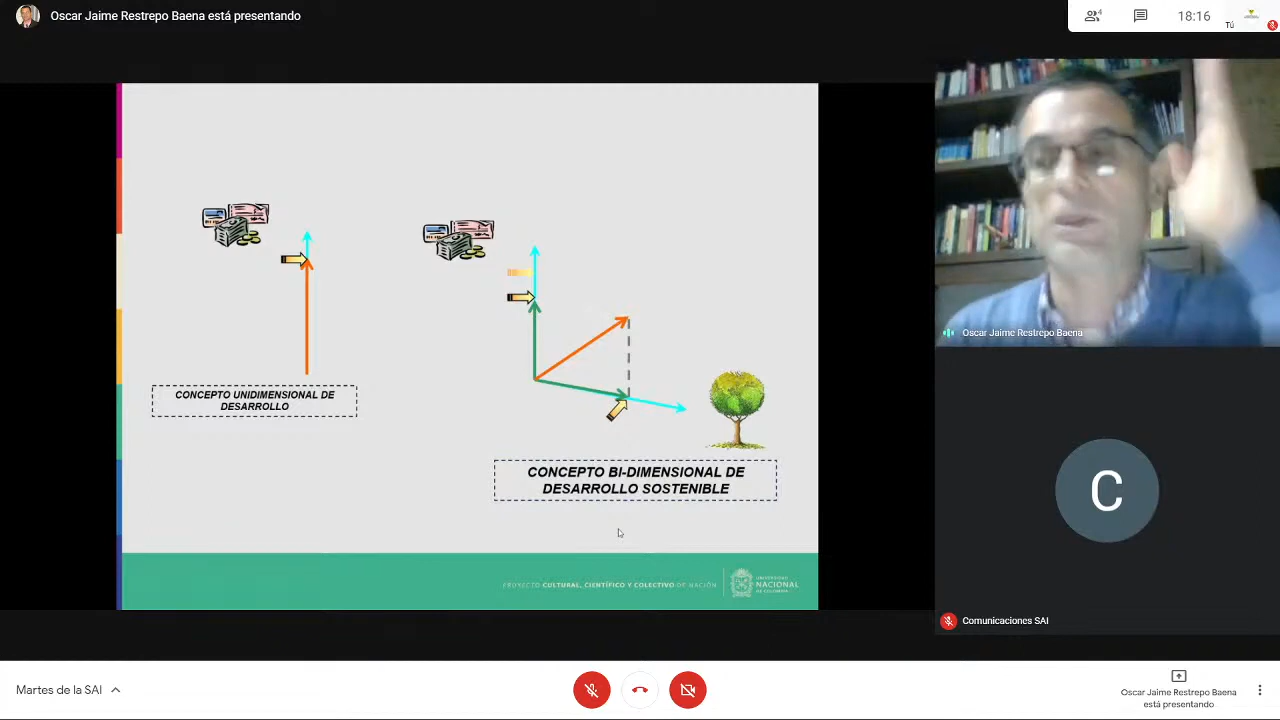 Oscar Jaime Restrepo Baena está presentando
4
18:16
Tú
CONCEPTO UNIDIMENSIONAL DE
DESARROLLO
CONCEPTO BI-DIMENSIONAL DE
DESARROLLO SOSTENIBLE
PROYECTO CULTURAL, CIENTÍFICO Y COLECTIVO DE NACIÓN
UNIVERSIDAD
NACIONAL
DE COLOMBIA
Oscar Jaime Restrepo Baena
C
Comunicaciones SAI
Martes de la SAI
Oscar Jaime Restrepo Baena
está presentando